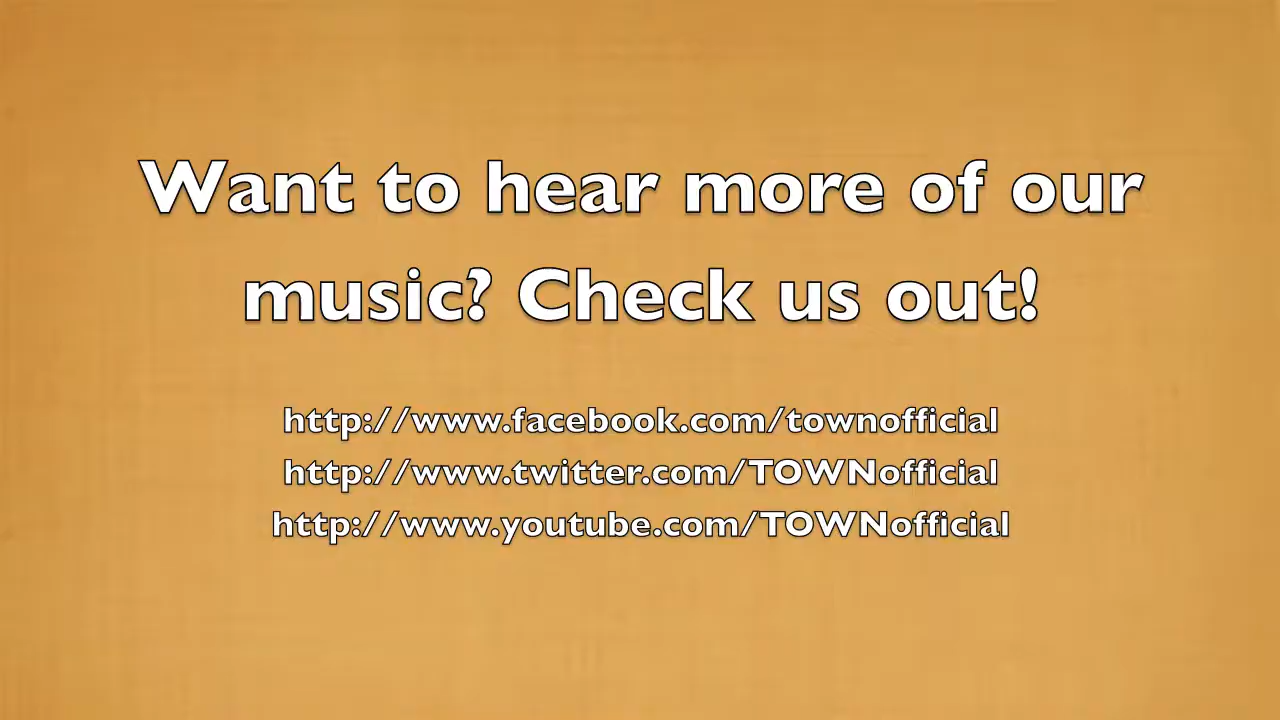 Want to hear more of our
music? Check us out!
http://www.facebook.com/townofficial
http://www.twitter.com/TOWNofficial
http://www.youtube.com/TOWNofficial